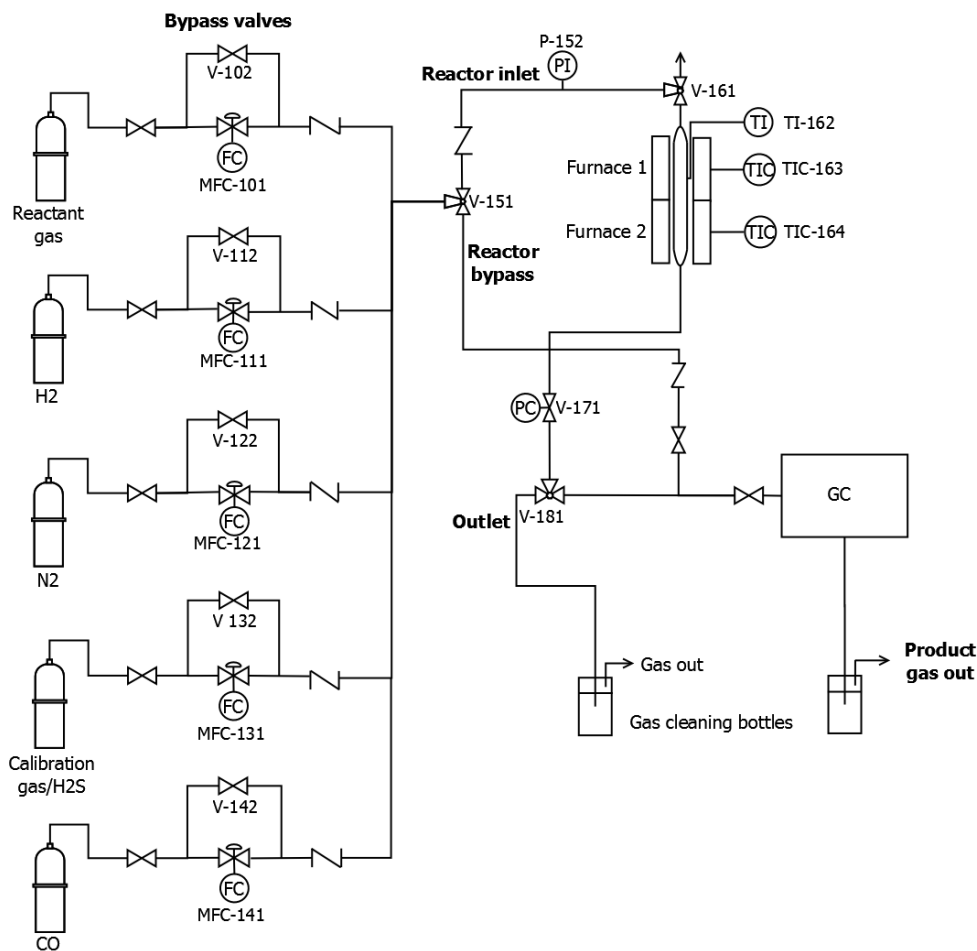 Bypass valves
V-102
FC
MFC-101
Reactant
gas
V-112
FC
MFC-111
H2
V-122
FC
MFC-121
N2
V 132
FC
MFC-131
Calibration
gas/H2S
V-142
FC
MFC-141
CO
P-152
PI
Reactor inlet
V-161
TI
TI-162
Furnace 1
TIC
TIC-163
V-151
Furnace 2
TIC
TIC-164
Reactor
bypass
PC
V-171
GC
Outlet
V-181
Gas out
Gas cleaning bottles
Product
gas out